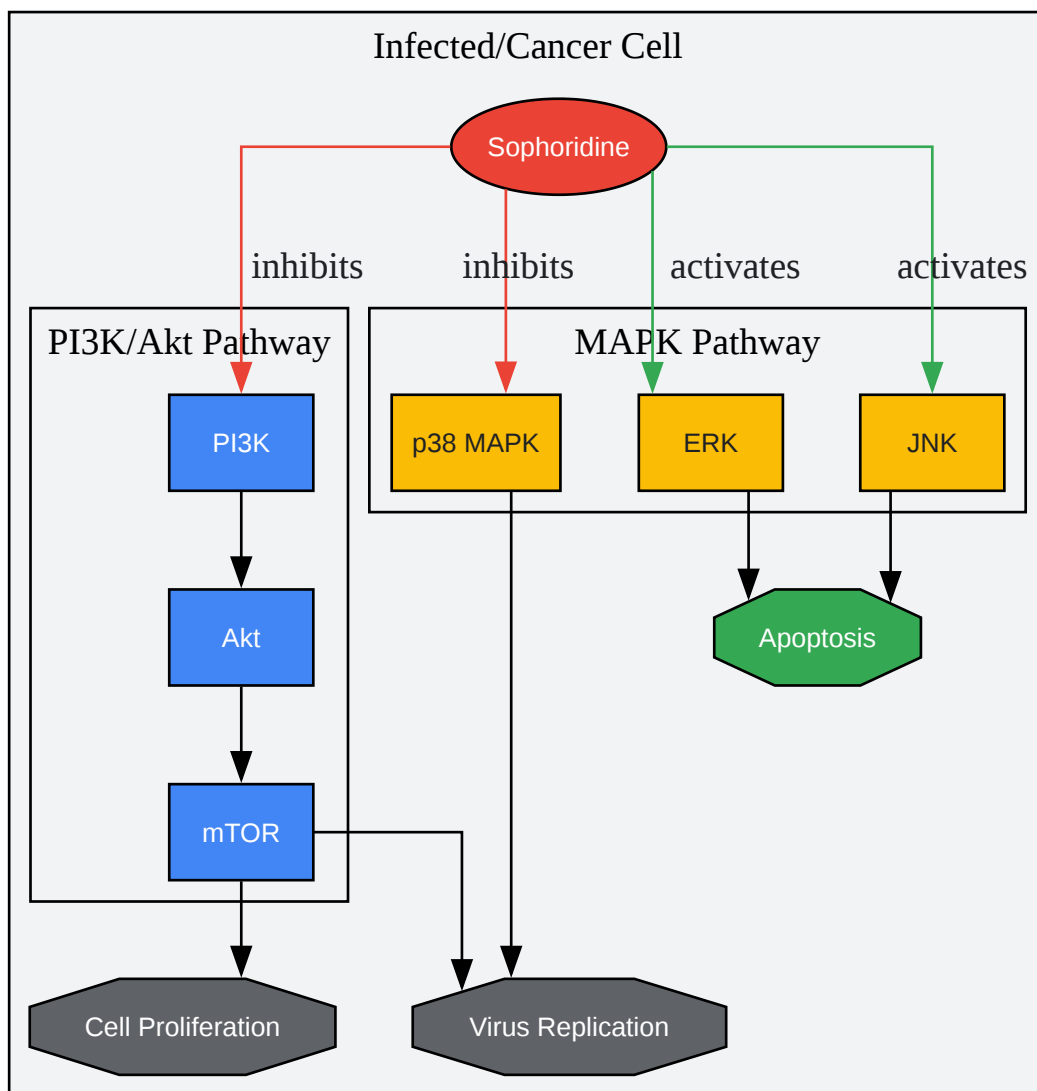 Infected/Cancer Cell
Sophoridine
inhibits
inhibits
activates
activates
PI3K/Akt Pathway
MAPK Pathway
PI3K
p38 MAPK
ERK
JNK
Akt
Apoptosis
mTOR
Cell Proliferation
Virus Replication